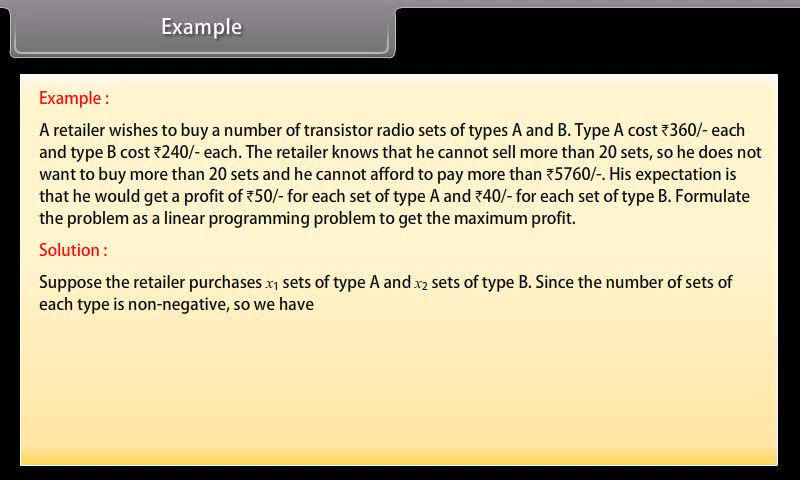 Example
Example :
A retailer wishes to buy a number of transistor radio sets of types A and B. Type A cost ₹360/- each
and type B cost ₹240/- each. The retailer knows that he cannot sell more than 20 sets, so he does not
want to buy more than 20 sets and he cannot afford to pay more than ₹5760/-. His expectation is
that he would get a profit of ₹50/- for each set of type A and ₹40/- for each set of type B. Formulate
the problem as a linear programming problem to get the maximum profit.
Solution :
Suppose the retailer purchases x₁ sets of type A and x₂ sets of type B. Since the number of sets of
each type is non-negative, so we have